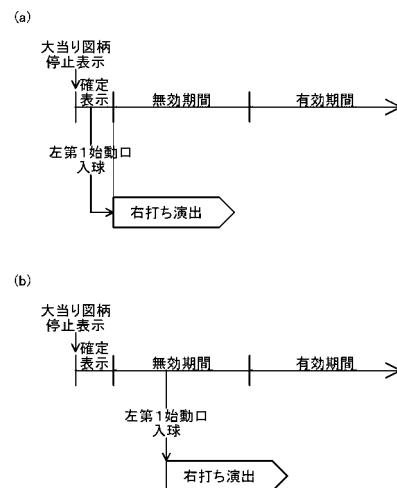 (a)
大当り図柄
停止表示
確定
表示
無効期間
有効期間
左第1始動口
入球
右打ち演出
(b)
大当り図柄
停止表示
確定
表示
無効期間
有効期間
左第1始動口
入球
右打ち演出